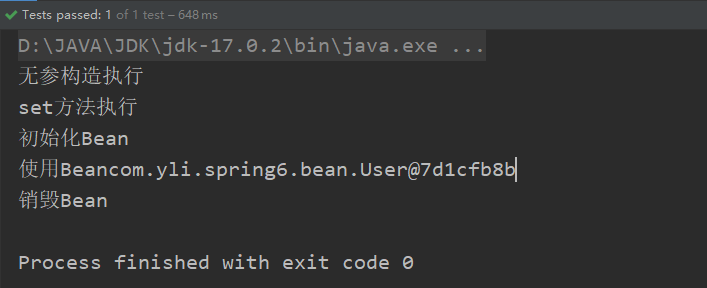 Tests passed: 1 of 1 test – 648 ms
D:\JAVA\JDK\jdk-17.0.2\bin\java.exe ...
无参构造执行
set方法执行
初始化Bean
使用Beancom.yli.spring6.bean.User@7d1cfb8b
销毁Bean
Process finished with exit code 0